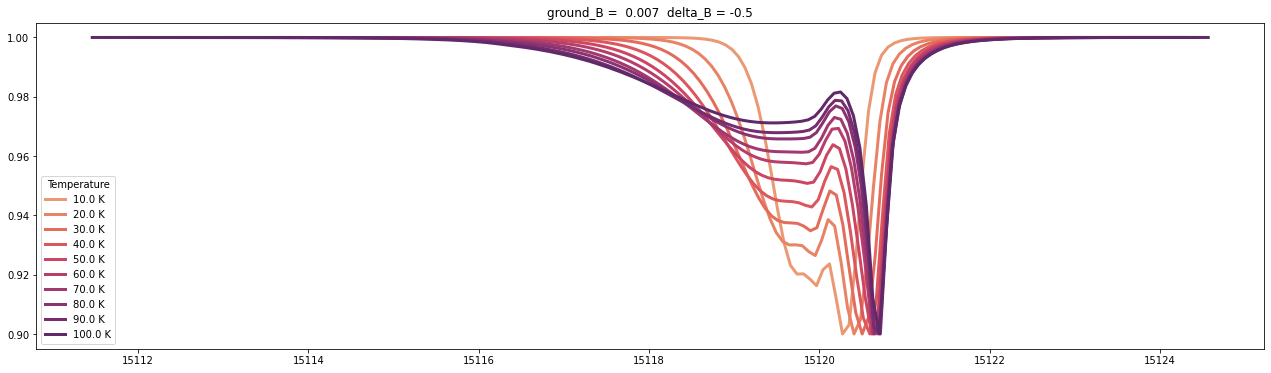 ground_B =  0.007  delta_B = -0.5
1.00
0.98
0.96
0.94
0.92
0.90
Temperature
10.0 K
20.0 K
30.0 K
40.0 K
50.0 K
60.0 K
70.0 K
80.0 K
90.0 K
100.0 K
15112
15114
15116
15118
15120
15122
15124